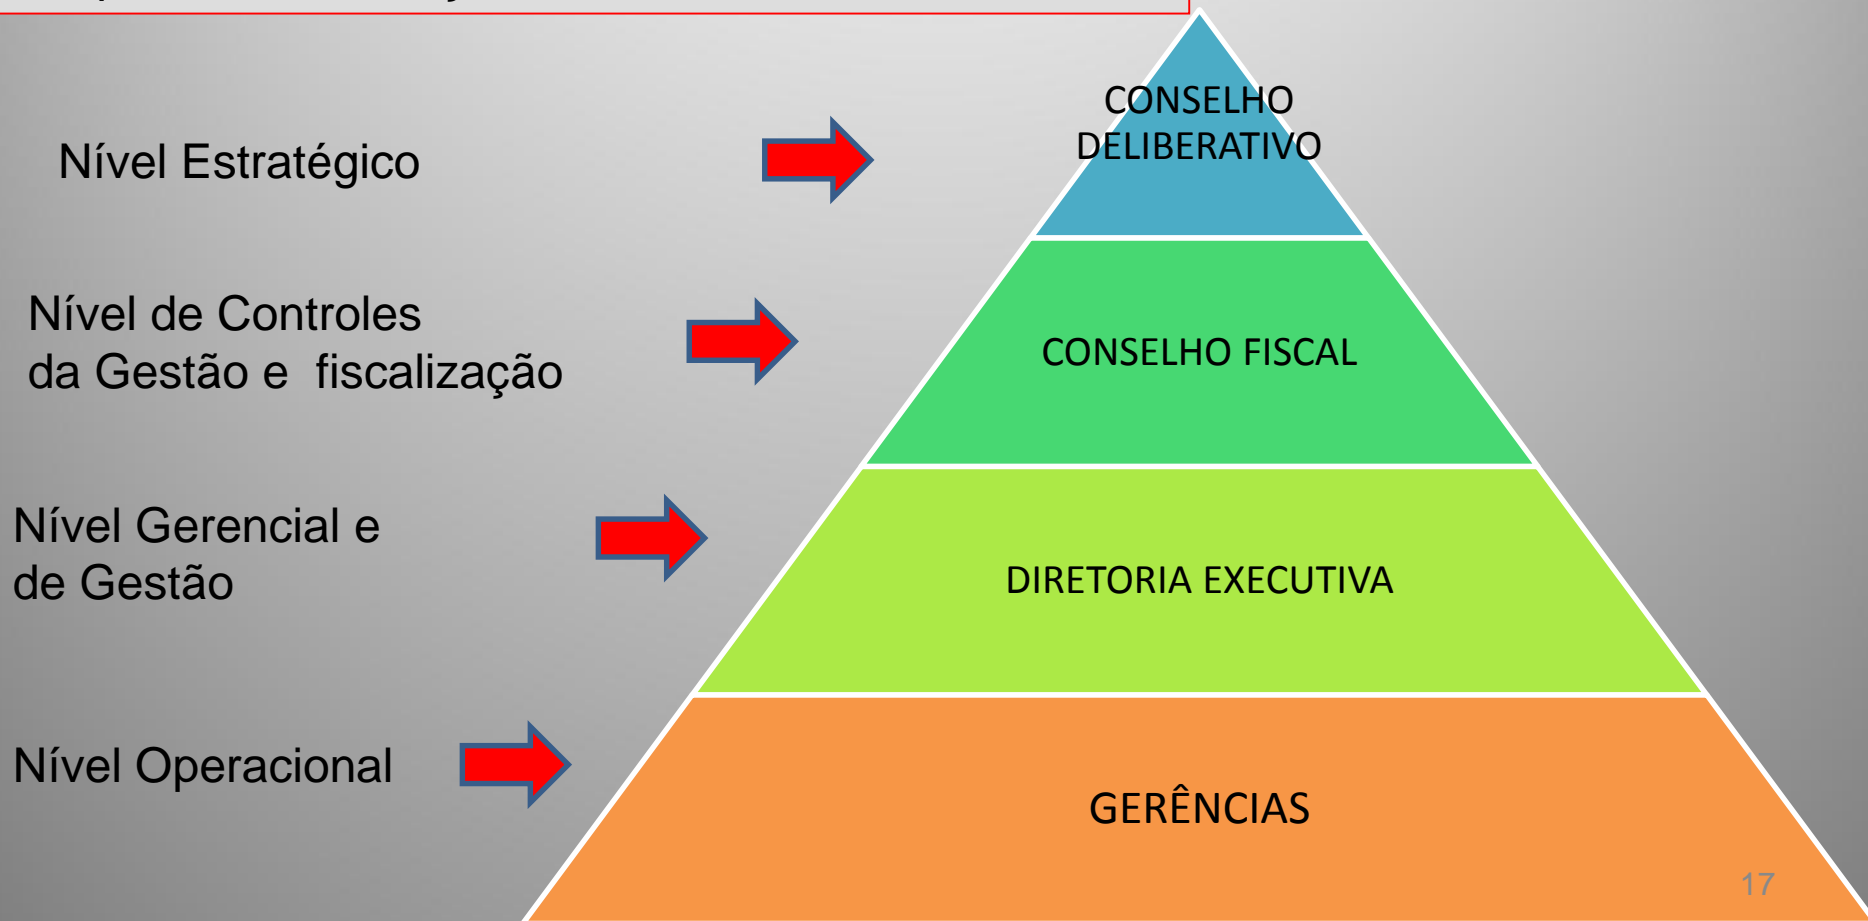 Nível Estratégico
CONSELHO
DELIBERATIVO
Nível de Controles
da Gestão e fiscalização
CONSELHO FISCAL
Nível Gerencial e
de Gestão
DIRETORIA EXECUTIVA
Nível Operacional
GERÊNCIAS
17